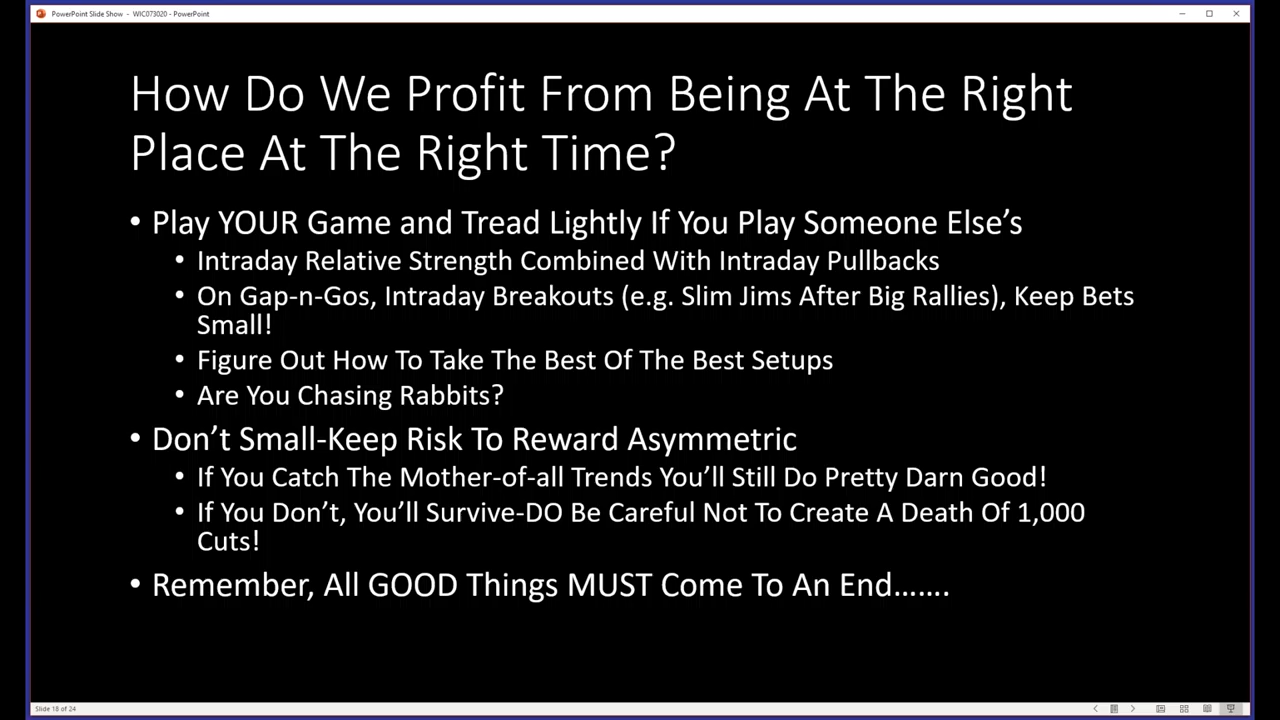 PowerPoint Slide Show - WIC073020 - PowerPoint
How Do We Profit From Being At The Right
Place At The Right Time?
• Play YOUR Game and Tread Lightly If You Play Someone Else’s
• Intraday Relative Strength Combined With Intraday Pullbacks
• On Gap-n-Gos, Intraday Breakouts (e.g. Slim Jims After Big Rallies), Keep Bets
Small!
• Figure Out How To Take The Best Of The Best Setups
• Are You Chasing Rabbits?
• Don’t Small-Keep Risk To Reward Asymmetric
• If You Catch The Mother-of-all Trends You’ll Still Do Pretty Darn Good!
• If You Don’t, You’ll Survive-DO Be Careful Not To Create A Death Of 1,000
Cuts!
• Remember, All GOOD Things MUST Come To An End…….
Slide 18 of 24